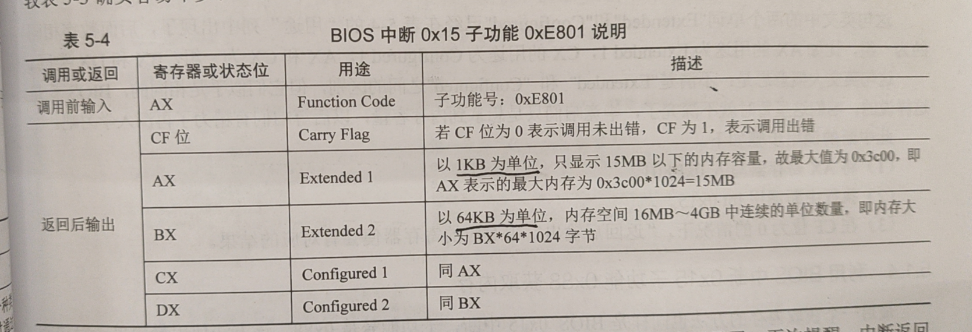 表 5-4
BIOS 中断 0x15 子功能 0xE801 说明
调用或返回 寄存器或状态位 用途 描述
调用前输入 AX Function Code 子功能号：0xE801
返回后输出 CF 位 Carry Flag 若 CF 位为 0 表示调用未出错，CF 为 1，表示调用出错
AX Extended 1 以 1KB 为单位，只显示 15MB 以下的内存容量，故最大值为 0x3c00，即
AX 表示的最大内存为 0x3c00*1024=15MB
BX Extended 2 以 64KB 为单位，内存空间 16MB～4GB 中连续的单位数量，即内存大
小为 BX*64*1024 字节
CX Configured 1 同 AX
DX Configured 2 同 BX
中断返回